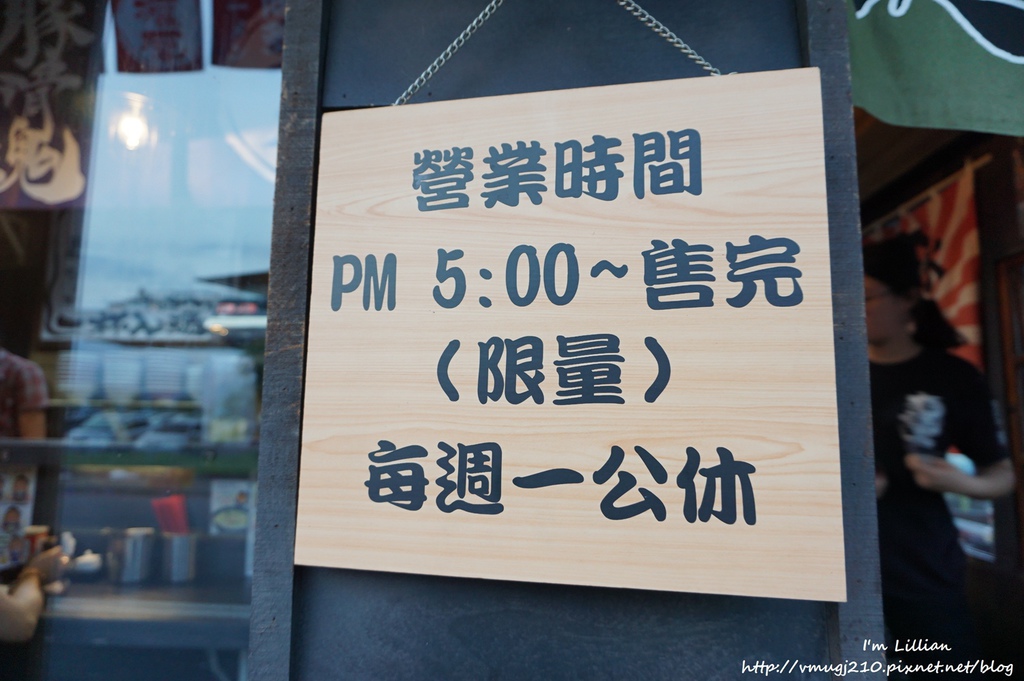 營業時間
PM 5:00~售完
(限量)
每週一公休
I'm Lillian
http://vmugj210.pixnet.net/blog